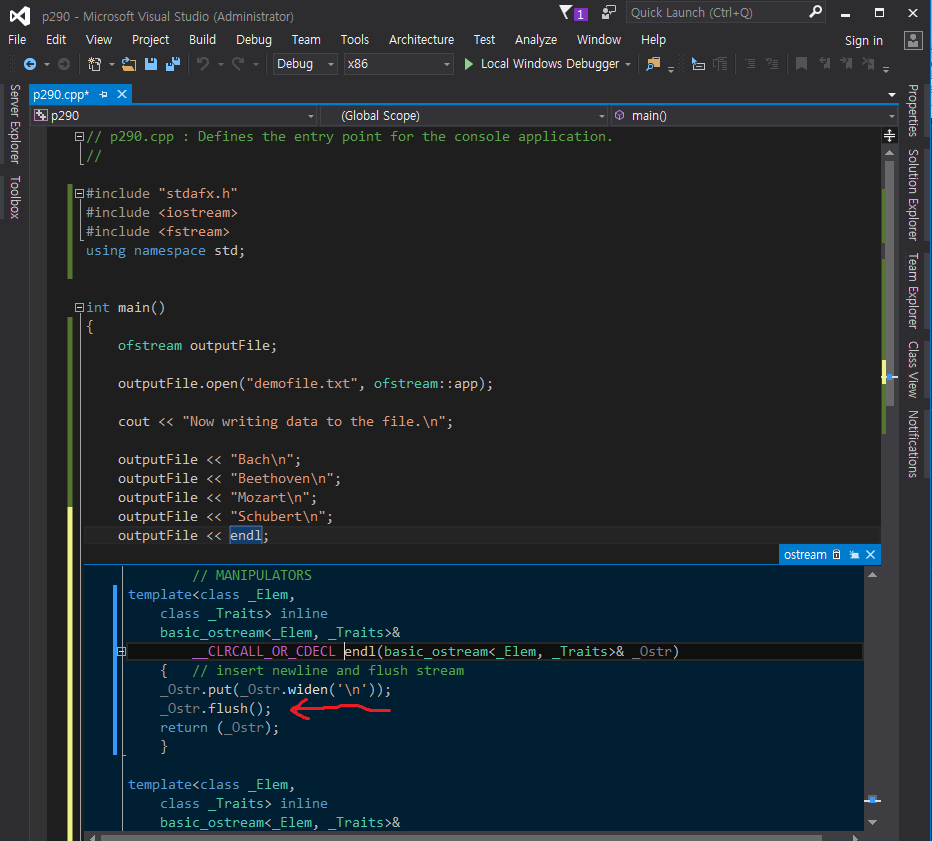 p290 - Microsoft Visual Studio (Administrator)
1
Quick Launch (Ctrl+Q)
File Edit View Project Build Debug Team Tools Architecture Test Analyze Window Help
Sign in
Debug x86 Local Windows Debugger
Server Explorer
Toolbox
p290.cpp*
p290 (Global Scope) main()
// p290.cpp : Defines the entry point for the console application.
//
#include "stdafx.h"
#include <iostream>
#include <fstream>
using namespace std;
int main()
{
ofstream outputFile;
outputFile.open("demofile.txt", ofstream::app);
cout << "Now writing data to the file.\n";
outputFile << "Bach\n";
outputFile << "Beethoven\n";
outputFile << "Mozart\n";
outputFile << "Schubert\n";
outputFile << endl;
ostream
// MANIPULATORS
template<class _Elem,
class _Traits> inline
basic_ostream<_Elem, _Traits>&
__CLRCALL_OR_CDECL endl(basic_ostream<_Elem, _Traits>& _Ostr)
{ // insert newline and flush stream
_Ostr.put(_Ostr.widen('\n'));
_Ostr.flush();
return (_Ostr);
}
template<class _Elem,
class _Traits> inline
basic_ostream<_Elem, _Traits>&
Properties
Solution Explorer
Team Explorer
Class View
Notifications